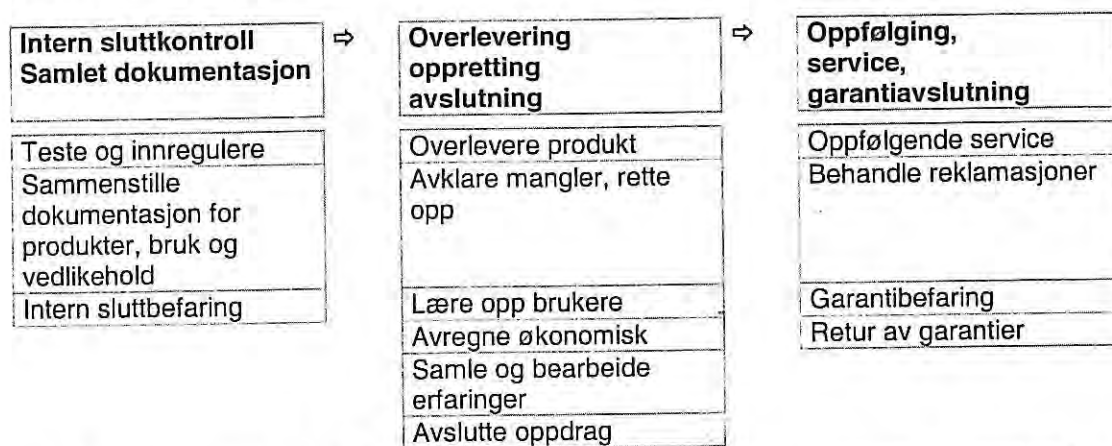 Intern sluttkontroll
Samlet dokumentasjon
⇨
Overlevering
oppretting
avslutning
⇨
Oppfølging,
service,
garantiavslutning
Teste og innregulere
Sammenstille
dokumentasjon for
produkter, bruk og
vedlikehold
Intern sluttbefaring
Overlevere produkt
Avklare mangler, rette
opp
Lære opp brukere
Avregne økonomisk
Samle og bearbeide
erfaringer
Avslutte oppdrag
Oppfølgende service
Behandle reklamasjoner
Garantibefaring
Retur av garantier